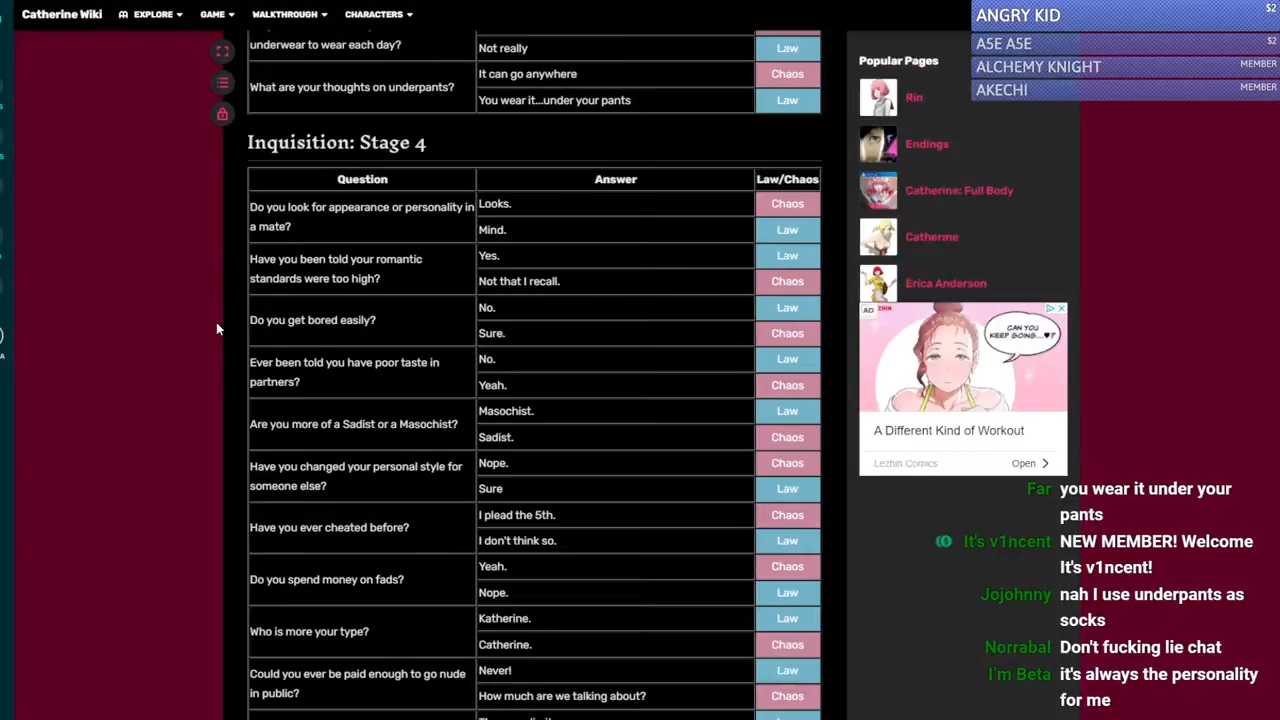 Catherine Wiki
EXPLORE
GAME
WALKTHROUGH
CHARACTERS
underwear to wear each day?
Not really
Law
What are your thoughts on underpants?
It can go anywhere
Chaos
You wear it...under your pants
Law
Inquisition: Stage 4
Question
Answer
Law/Chaos
Do you look for appearance or personality in
a mate?
Looks.
Chaos
Mind.
Law
Have you been told your romantic
standards were too high?
Yes.
Law
Not that I recall.
Chaos
Do you get bored easily?
No.
Law
Sure.
Chaos
Ever been told you have poor taste in
partners?
No.
Law
Yeah.
Chaos
Are you more of a Sadist or a Masochist?
Masochist.
Law
Sadist.
Chaos
Have you changed your personal style for
someone else?
Nope.
Chaos
Sure
Law
Have you ever cheated before?
I plead the 5th.
Chaos
I don't think so.
Law
Do you spend money on fads?
Yeah.
Chaos
Nope.
Law
Who is more your type?
Katherine.
Law
Catherine.
Chaos
Could you ever be paid enough to go nude
in public?
Never!
Law
How much are we talking about?
Chaos
Popular Pages
Rin
Endings
Catherine: Full Body
Catherine
Erica Anderson
AD
CAN YOU
KEEP GOING...♥?
A Different Kind of Workout
Lezhin Comics
Open
ANGRY KID
$2
A5E A5E
$2
ALCHEMY KNIGHT
MEMBER
AKECHI
MEMBER
Far you wear it under your
pants
It's v1ncent NEW MEMBER! Welcome
It's v1ncent!
Jojohnny nah I use underpants as
socks
Norrabal Don't fucking lie chat
I'm Beta it's always the personality
for me